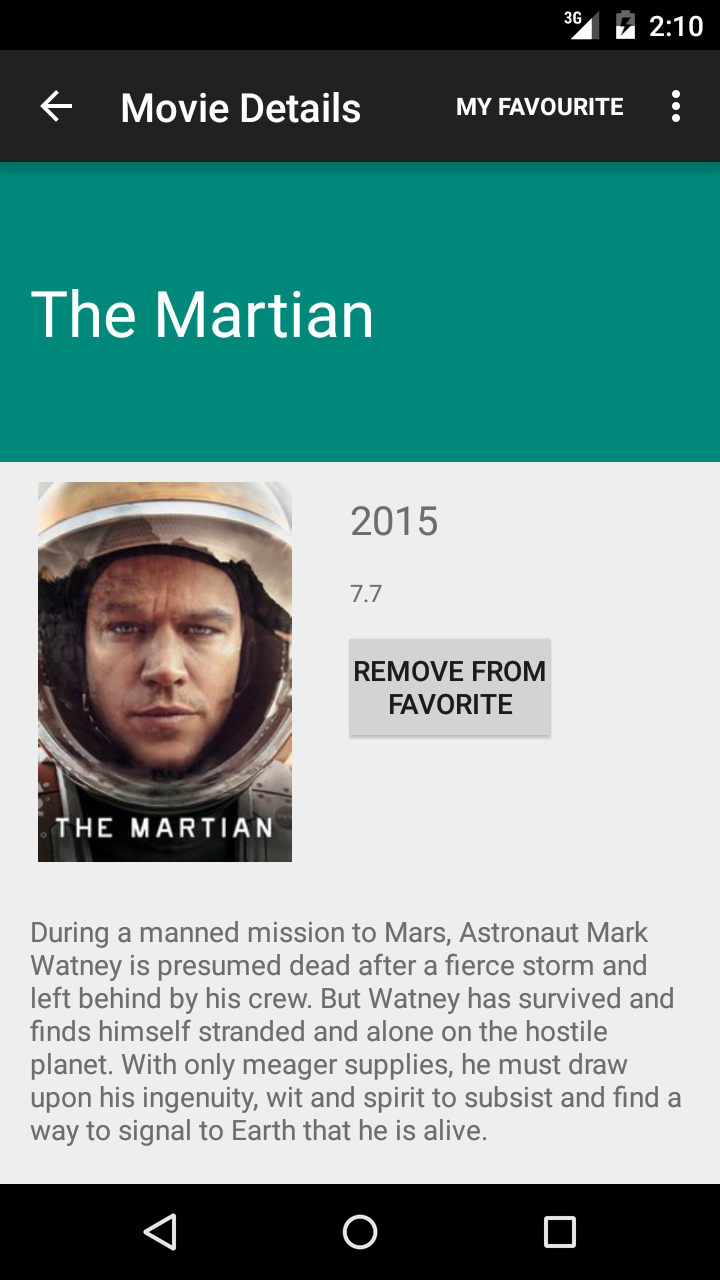 3G 2:10
Movie Details MY FAVOURITE
The Martian
THE MARTIAN
2015
7.7
REMOVE FROM
FAVORITE
During a manned mission to Mars, Astronaut Mark
Watney is presumed dead after a fierce storm and
left behind by his crew. But Watney has survived and
finds himself stranded and alone on the hostile
planet. With only meager supplies, he must draw
upon his ingenuity, wit and spirit to subsist and find a
way to signal to Earth that he is alive.